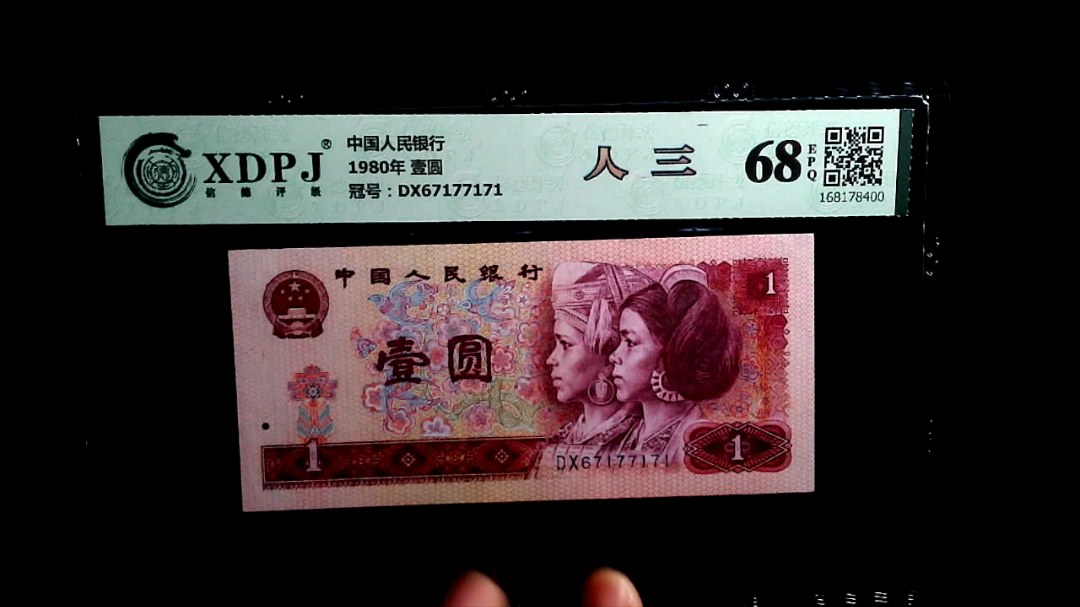 XDPJ®
信德评级
中国人民银行
1980年 壹圆
冠号：DX67177171
人 三
68
EPQ
168178400
中国人民银行
1
壹圆
1
DX67177171
1